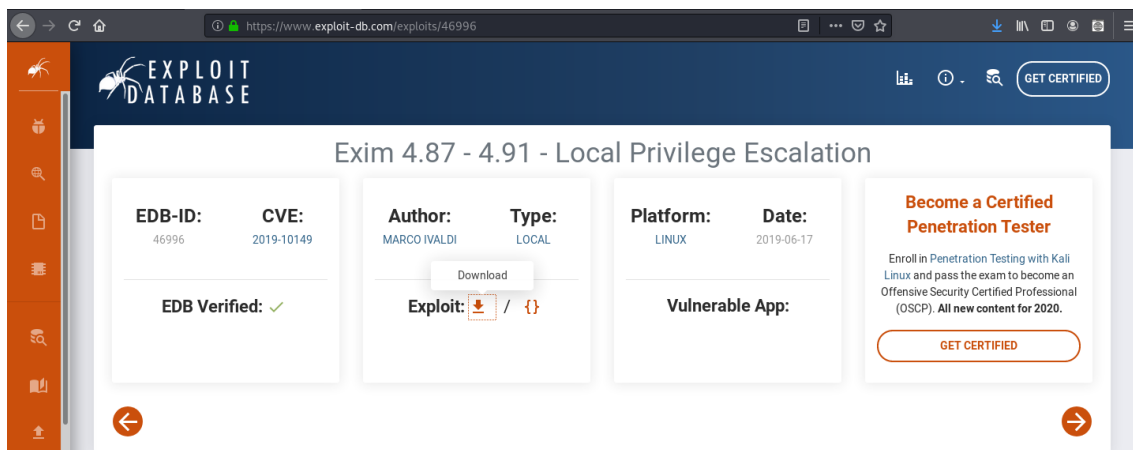 https://www.exploit-db.com/exploits/46996
EXPLOIT
DATABASE
GET CERTIFIED
Exim 4.87 - 4.91 - Local Privilege Escalation
EDB-ID:
46996
CVE:
2019-10149
EDB Verified:
Author:
MARCO IVALDI
Type:
LOCAL
Download
Exploit: / {}
Platform:
LINUX
Date:
2019-06-17
Vulnerable App:
Become a Certified
Penetration Tester
Enroll in Penetration Testing with Kali
Linux and pass the exam to become an
Offensive Security Certified Professional
(OSCP). All new content for 2020.
GET CERTIFIED